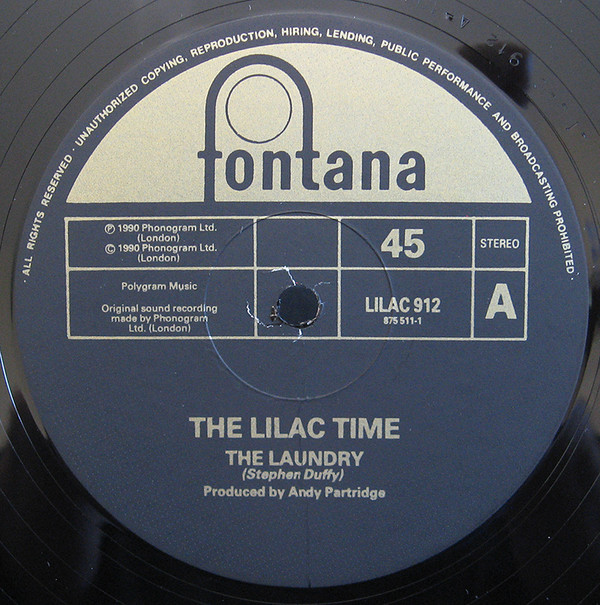 ALL RIGHTS RESERVED · UNAUTHORIZED COPYING, REPRODUCTION, HIRING, LENDING, PUBLIC PERFORMANCE AND BROADCASTING PROHIBITED ·
fontana
℗ 1990 Phonogram Ltd.
(London)
© 1990 Phonogram Ltd.
(London)
45
STEREO
Polygram Music
Original sound recording
made by Phonogram
Ltd. (London)
LILAC 912
875 511-1
A
THE LILAC TIME
THE LAUNDRY
(Stephen Duffy)
Produced by Andy Partridge